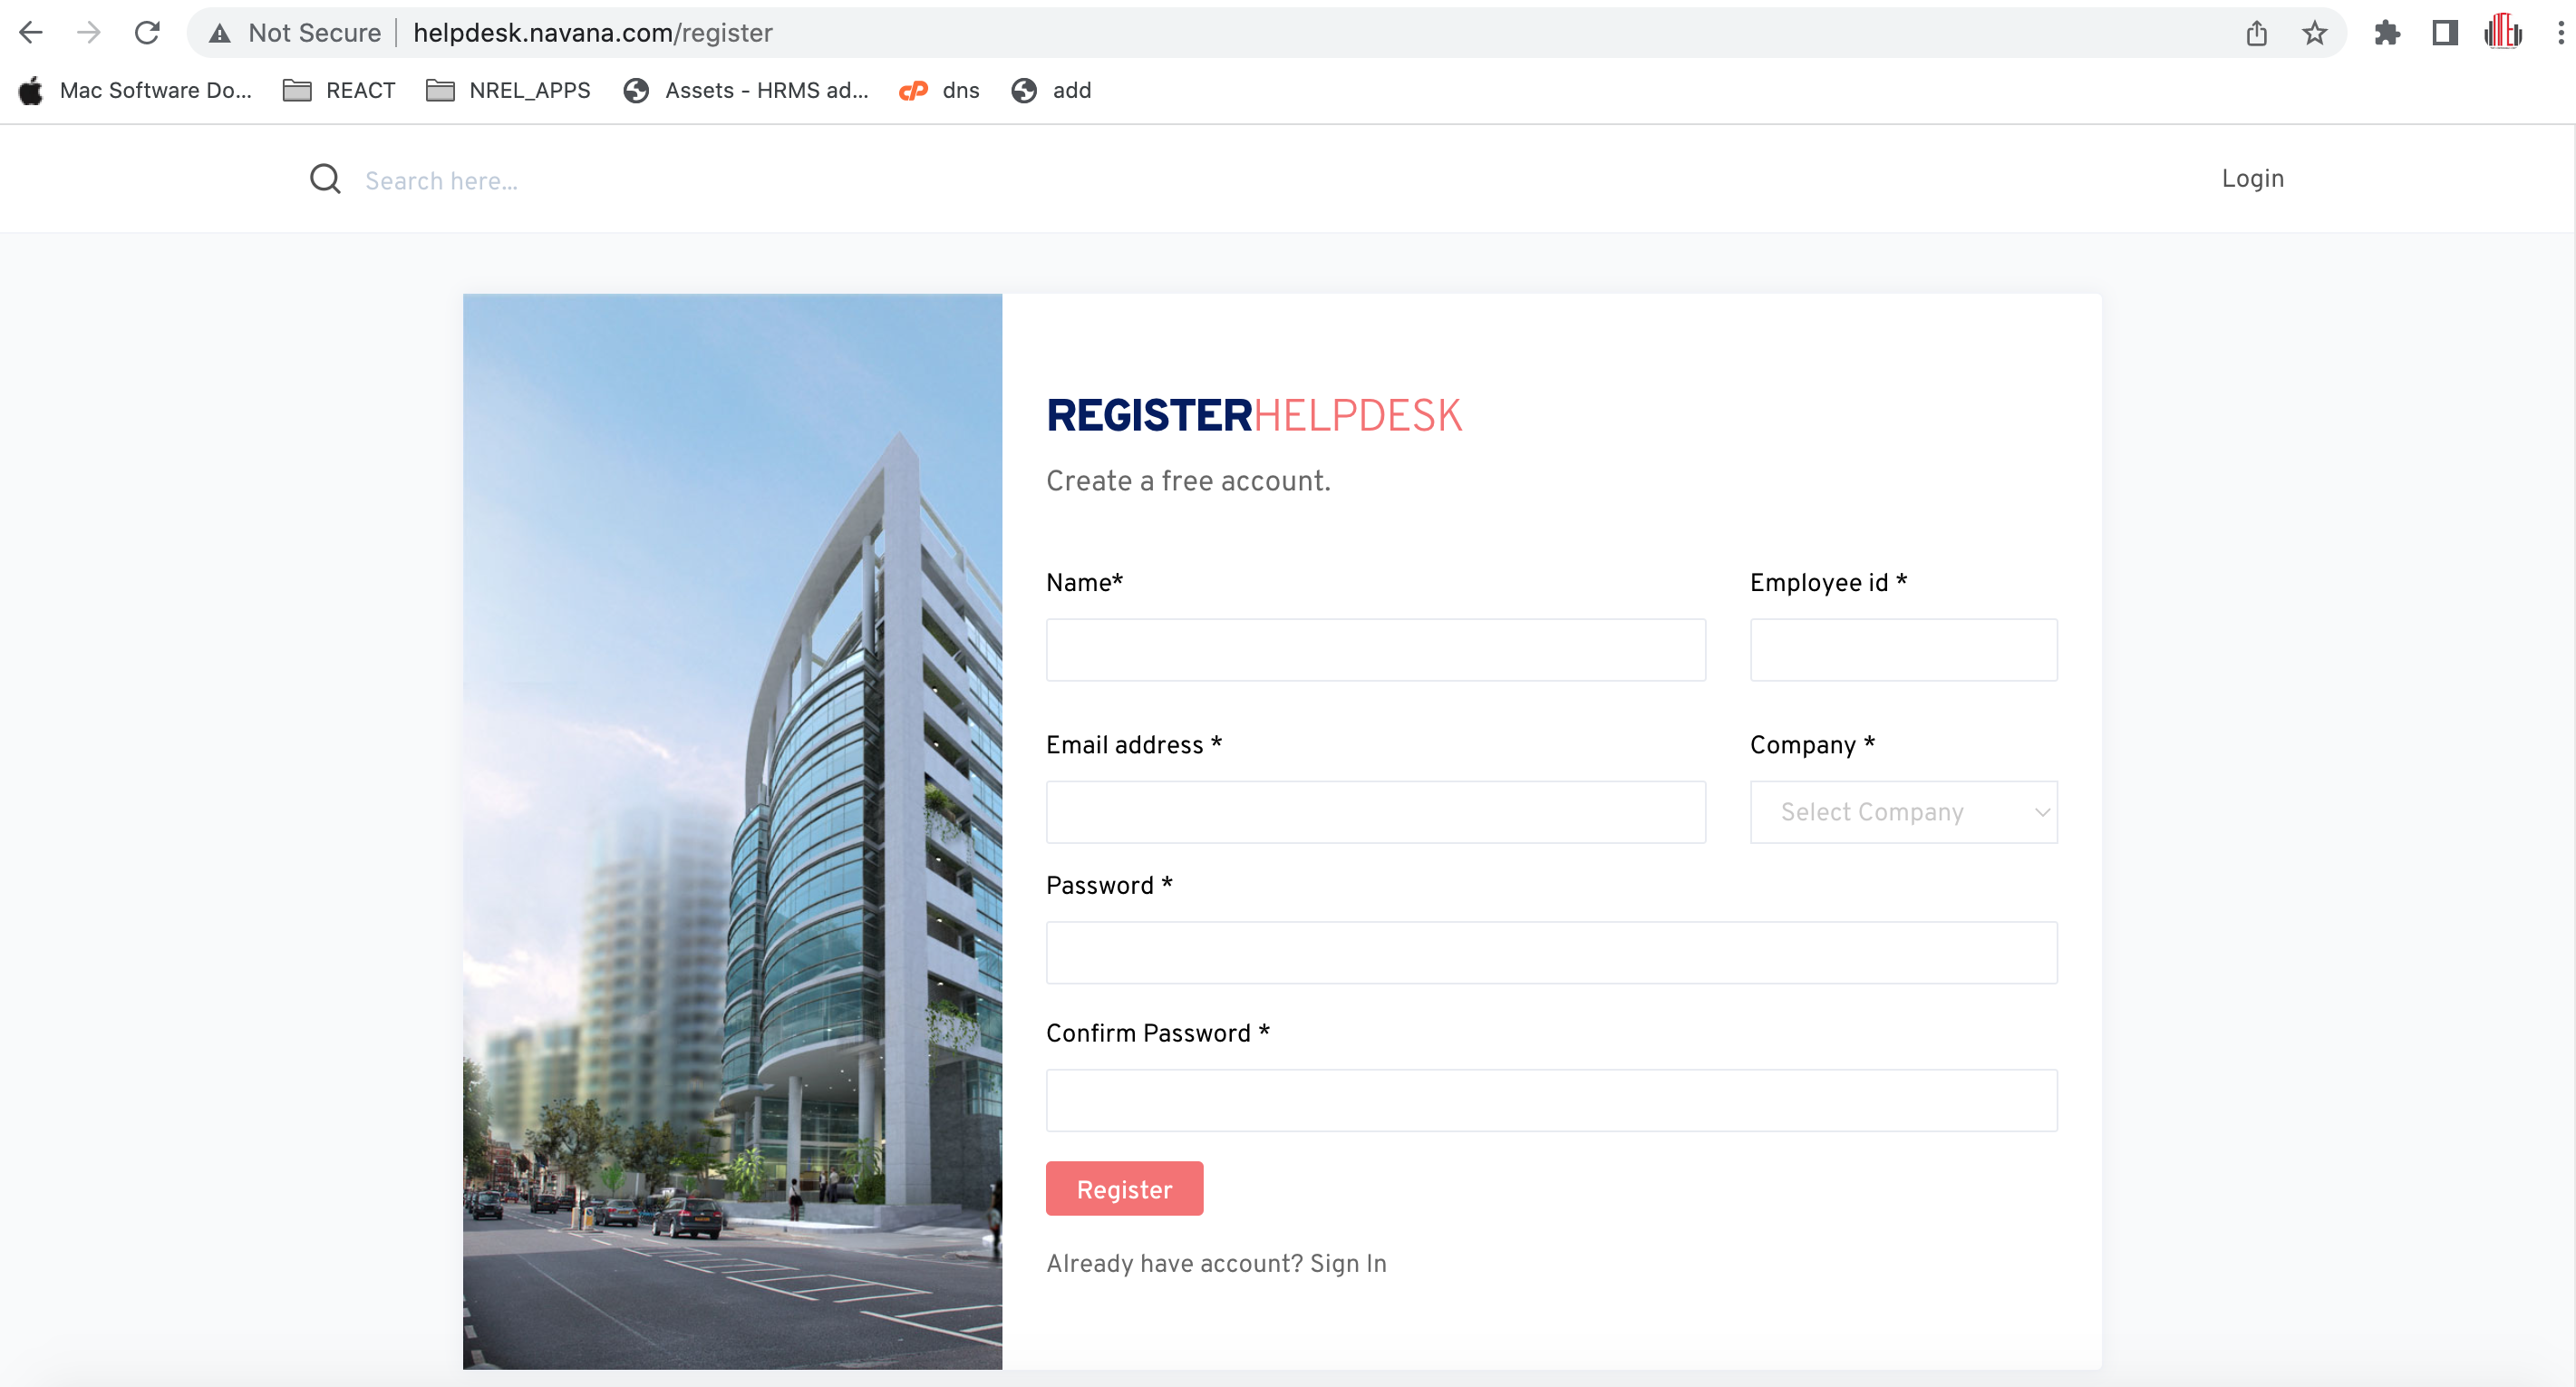 Not Secure helpdesk.navana.com/register
Mac Software Do... REACT NREL_APPS Assets - HRMS ad... dns add
Search here... Login
REGISTERHELPDESK
Create a free account.
Name* Employee id *
Email address * Company *
Select Company
Password *
Confirm Password *
Register
Already have account? Sign In